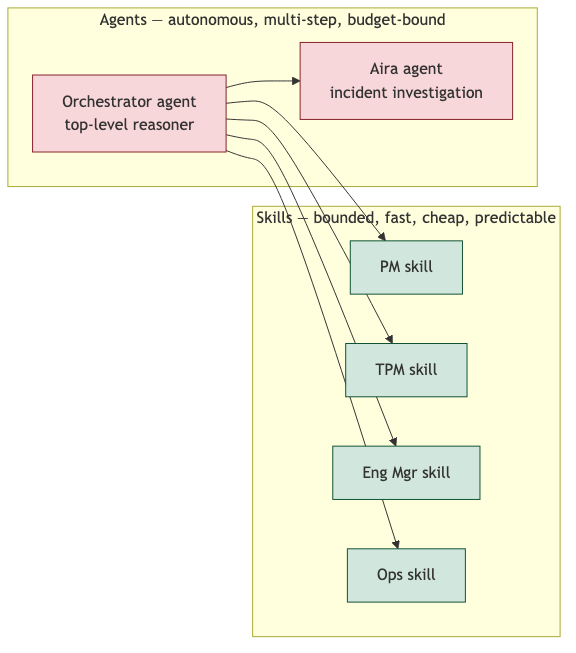 Agents — autonomous, multi-step, budget-bound
Aira agent
incident investigation
Orchestrator agent
top-level reasoner
Skills — bounded, fast, cheap, predictable
PM skill
TPM skill
Eng Mgr skill
Ops skill